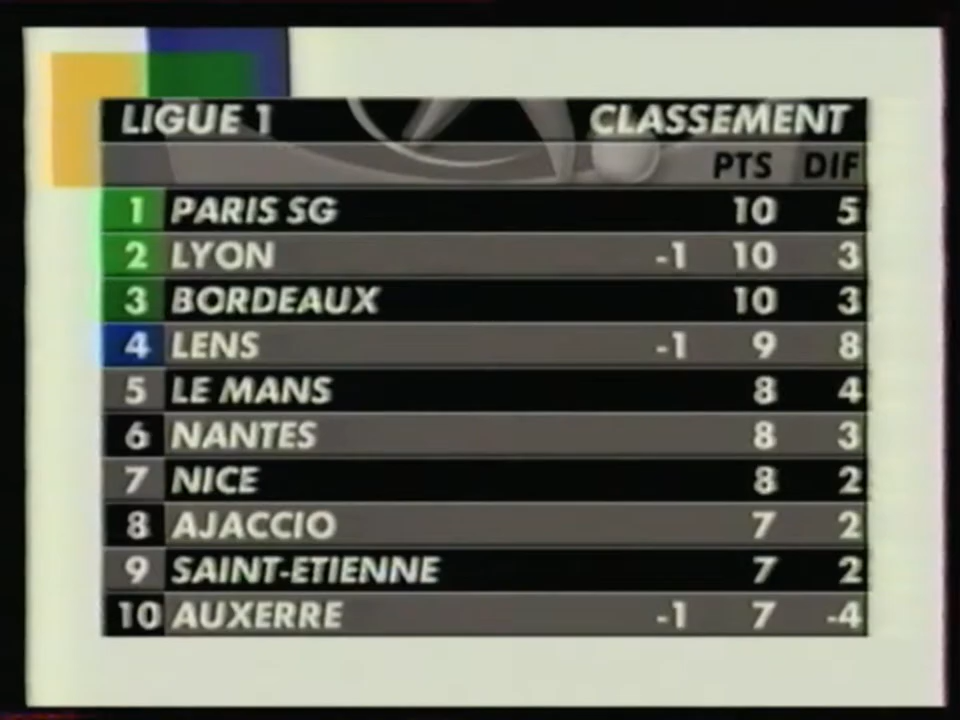 LIGUE 1 CLASSEMENT
PTS DIF
1 PARIS SG 10 5
2 LYON -1 10 3
3 BORDEAUX 10 3
4 LENS -1 9 8
5 LE MANS 8 4
6 NANTES 8 3
7 NICE 8 2
8 AJACCIO 7 2
9 SAINT-ETIENNE 7 2
10 AUXERRE -1 7 -4